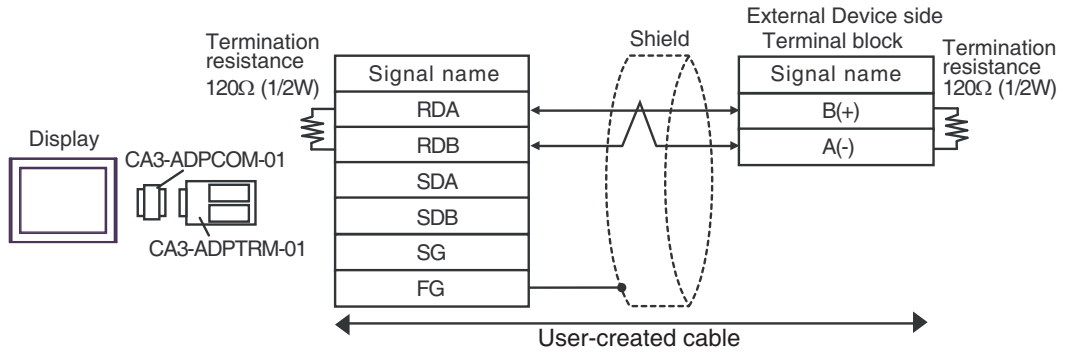 External Device side
Terminal block
Termination
resistance
120Ω (1/2W)
Shield
Termination
resistance
120Ω (1/2W)
Signal name
RDA
RDB
SDA
SDB
SG
FG
Signal name
B(+)
A(-)
Display
CA3-ADPCOM-01
CA3-ADPTRM-01
User-created cable